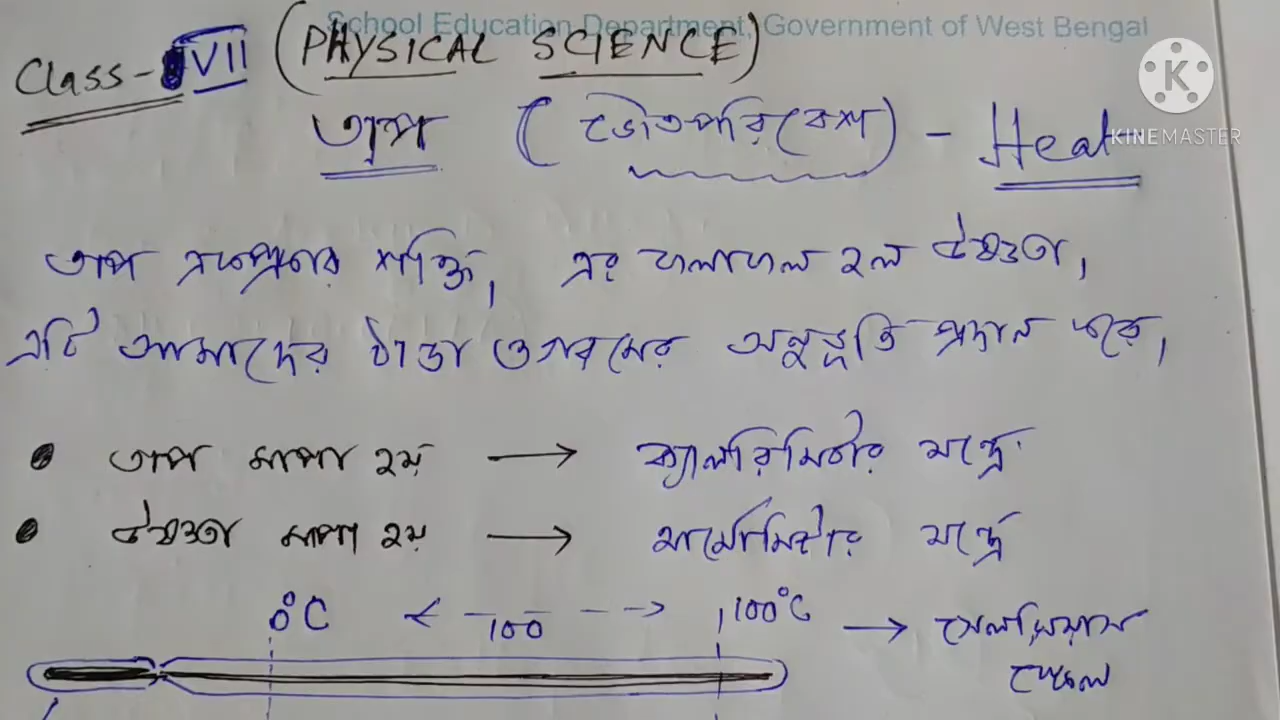 School Education Department, Government of West Bengal
Class - VII (PHYSICAL SCIENCE)
KINEMASTER
তাপ (ভৌতপরিবেশ) - Heat
তাপ একপ্রকার শক্তি, এর ফলাফল হল উষ্ণতা,
এটি আমাদের ঠান্ডা ও গরমের অনুভূতি প্রদান করে,
তাপ মাপা হয় → ক্যালরিমিটার যন্ত্রে
উষ্ণতা মাপা হয় → থার্মোমিটার যন্ত্রে
0°C ← 100 → 100°C → সেলসিয়াস
স্কেল